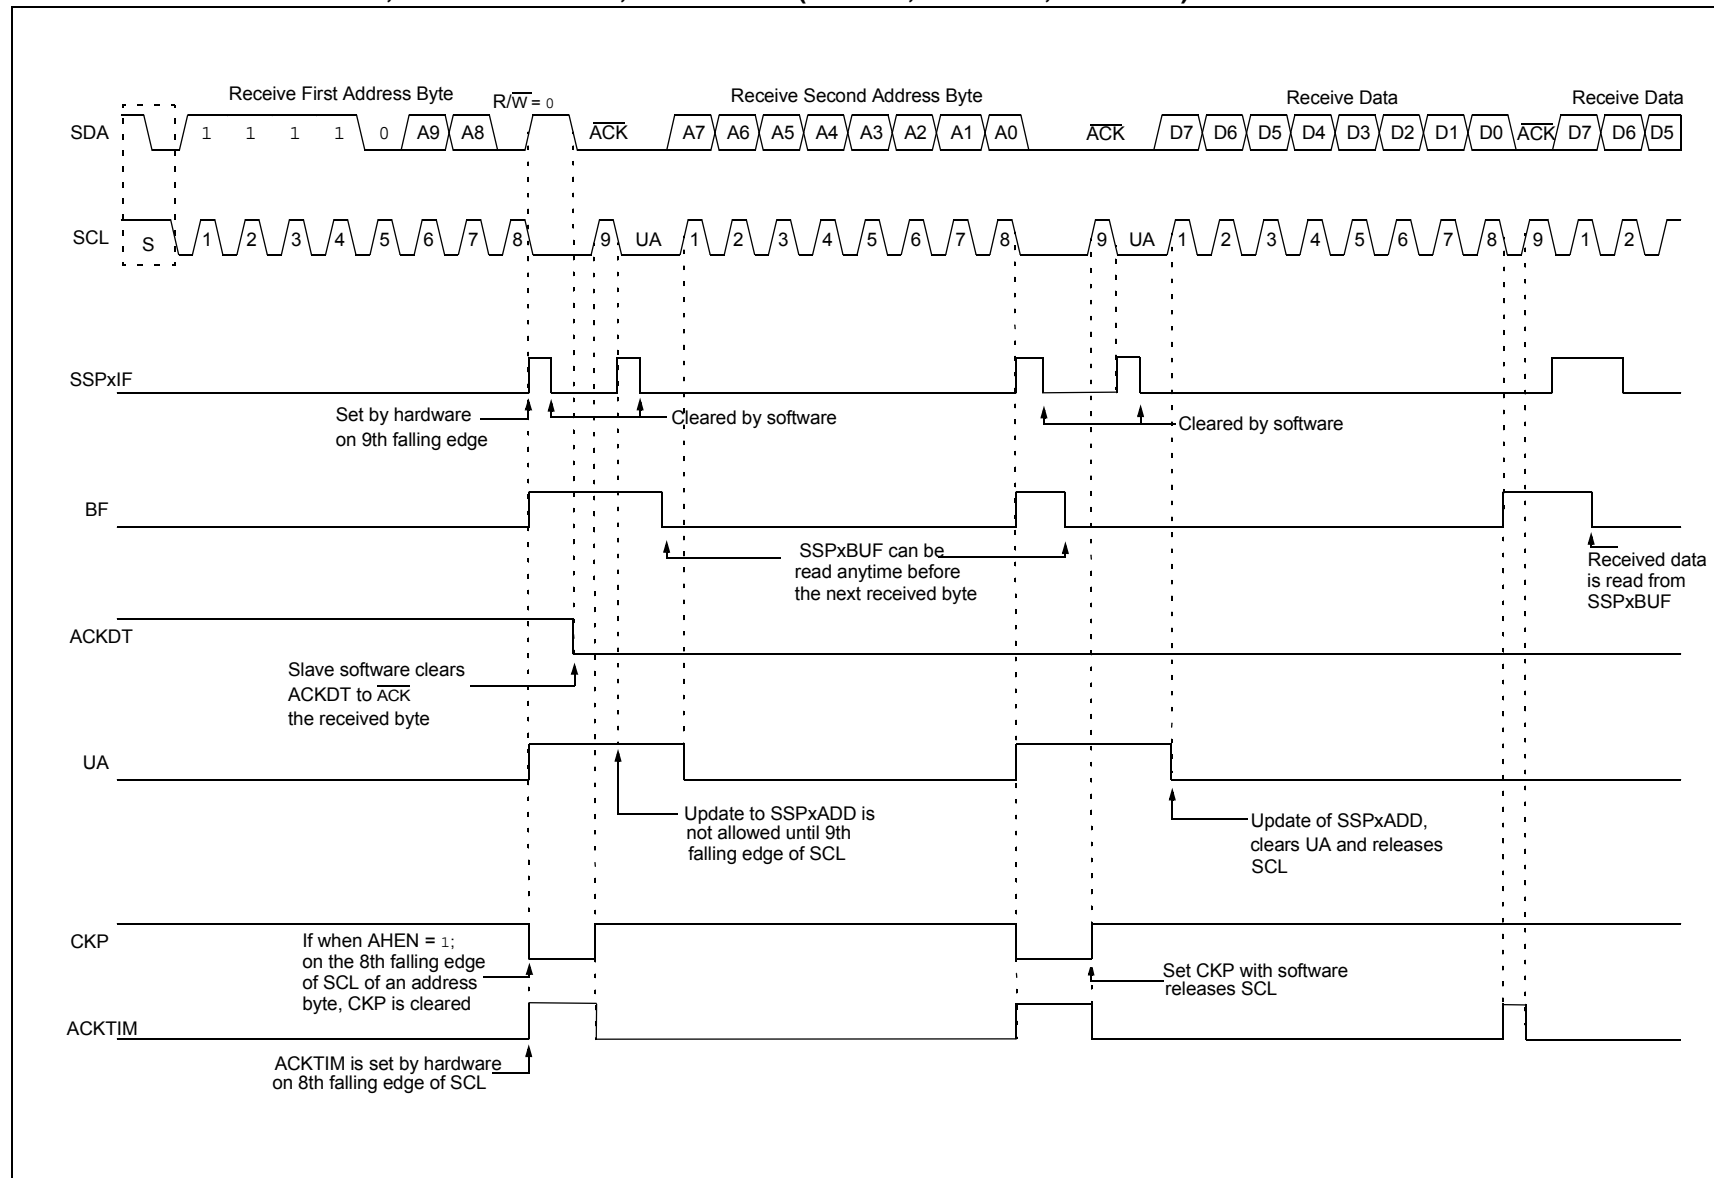 Receive First Address Byte
R/W = 0
Receive Second Address Byte
Receive Data
Receive Data
SDA
1 1 1 1 0 A9 A8
ACK
A7 A6 A5 A4 A3 A2 A1 A0
ACK
D7 D6 D5 D4 D3 D2 D1 D0
ACK
D7 D6 D5
SCL
S
1 2 3 4 5 6 7 8 9 UA 1 2 3 4 5 6 7 8 9 UA 1 2 3 4 5 6 7 8 9 1 2
SSPxIF
Set by hardware
on 9th falling edge
Cleared by software
Cleared by software
BF
SSPxBUF can be
read anytime before
the next received byte
Received data
is read from
SSPxBUF
ACKDT
Slave software clears
ACKDT to ACK
the received byte
UA
Update to SSPxADD is
not allowed until 9th
falling edge of SCL
Update of SSPxADD,
clears UA and releases
SCL
CKP
If when AHEN = 1;
on the 8th falling edge
of SCL of an address
byte, CKP is cleared
Set CKP with software
releases SCL
ACKTIM
ACKTIM is set by hardware
on 8th falling edge of SCL